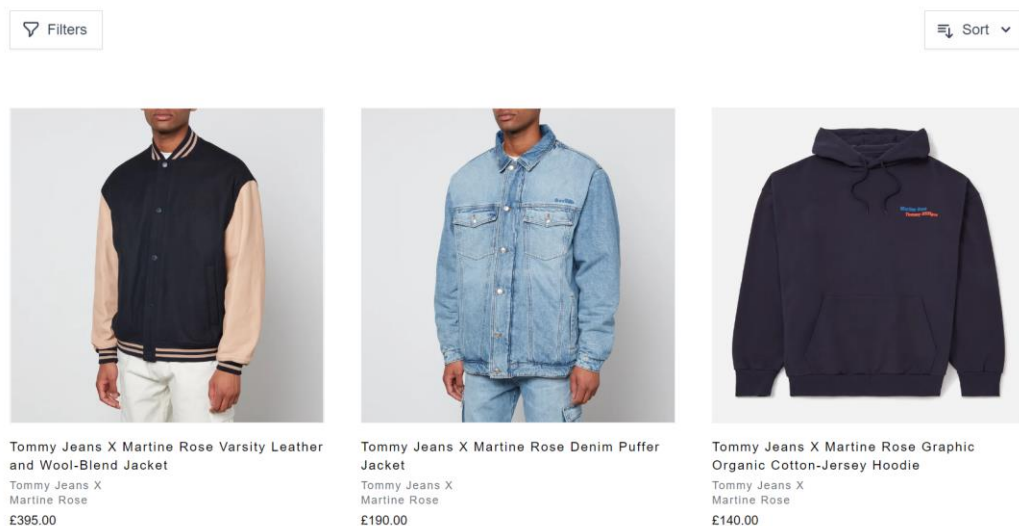 Filters
Sort
Tommy Jeans X Martine Rose Varsity Leather
and Wool-Blend Jacket
Tommy Jeans X
Martine Rose
£395.00
Tommy Jeans X Martine Rose Denim Puffer
Jacket
Tommy Jeans X
Martine Rose
£190.00
Tommy Jeans X Martine Rose Graphic
Organic Cotton-Jersey Hoodie
Tommy Jeans X
Martine Rose
£140.00